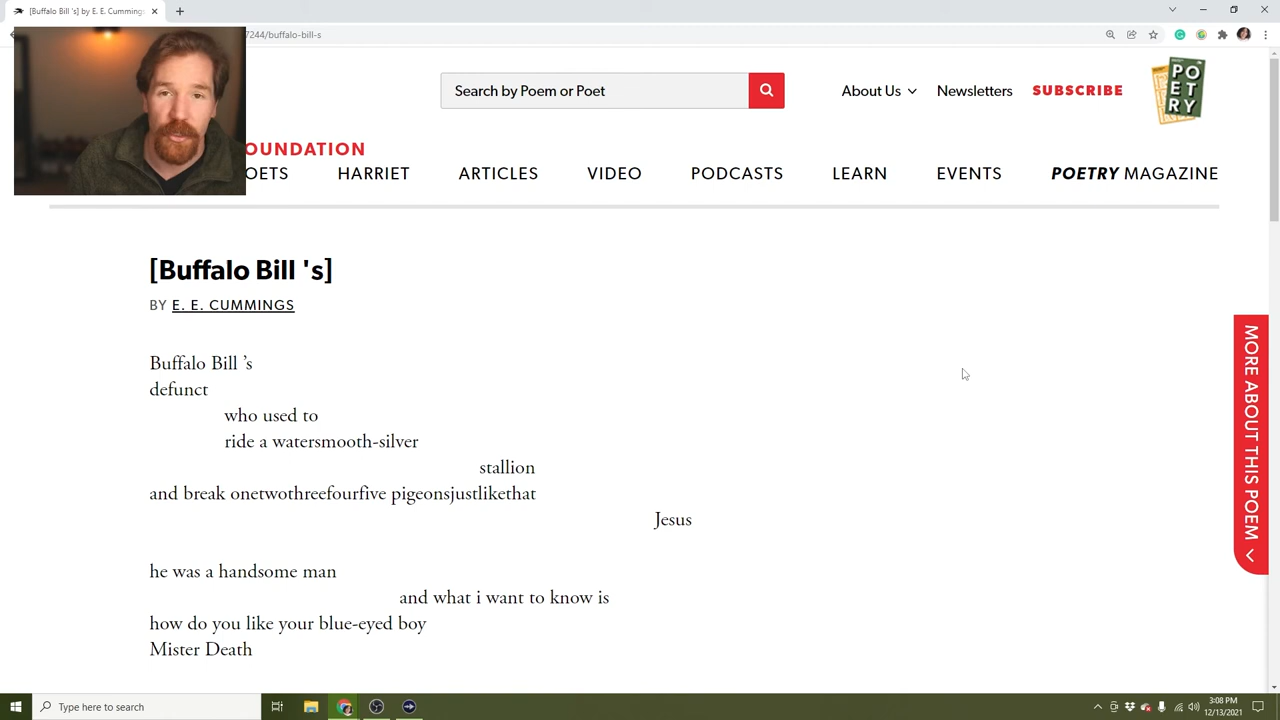 [Buffalo Bill 's] by E. E. Cummings
7244/buffalo-bill-s
Search by Poem or Poet
About Us
Newsletters
SUBSCRIBE
PO
ET
RY
OUNDATION
OETS
HARRIET
ARTICLES
VIDEO
PODCASTS
LEARN
EVENTS
POETRY MAGAZINE
[Buffalo Bill 's]
BY E. E. CUMMINGS
Buffalo Bill ’s
defunct
who used to
ride a watersmooth-silver
stallion
and break onetwothreefourfive pigeonsjustlikethat
Jesus
he was a handsome man
and what i want to know is
how do you like your blue-eyed boy
Mister Death
MORE ABOUT THIS POEM
Type here to search
3:08 PM
12/13/2021